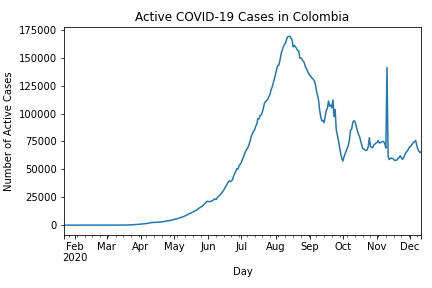 Active COVID-19 Cases in Colombia
175000
150000
125000
100000
75000
50000
25000
0
Number of Active Cases
Feb Mar Apr May Jun Jul Aug Sep Oct Nov Dec
2020
Day